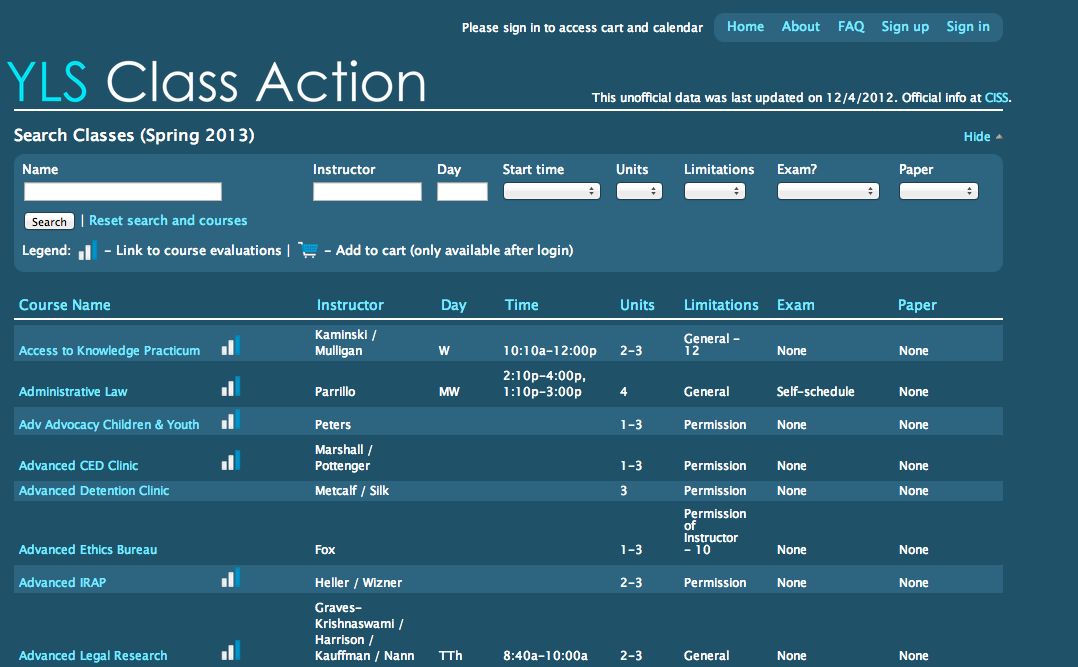 Please sign in to access cart and calendar Home About FAQ Sign up Sign in
YLS Class Action
This unofficial data was last updated on 12/4/2012. Official info at CISS.
Search Classes (Spring 2013) Hide
Name Instructor Day Start time Units Limitations Exam? Paper
Search | Reset search and courses
Legend: – Link to course evaluations | – Add to cart (only available after login)
Course Name Instructor Day Time Units Limitations Exam Paper
Kaminski /
Mulligan
General –
12
Access to Knowledge Practicum W 10:10a–12:00p 2–3 None None
2:10p–4:00p,
1:10p–3:00p
Administrative Law Parrillo MW 4 General Self-schedule None
Adv Advocacy Children & Youth Peters 1–3 Permission None None
Marshall /
Pottenger
Advanced CED Clinic 1–3 Permission None None
Advanced Detention Clinic Metcalf / Silk 3 Permission None None
Permission
of
Instructor
– 10
Advanced Ethics Bureau Fox 1–3 None None
Advanced IRAP Heller / Wizner 2–3 Permission None None
Graves-
Krishnaswami /
Harrison /
Kauffman / Nann
Advanced Legal Research TTh 8:40a–10:00a 2–3 General None None